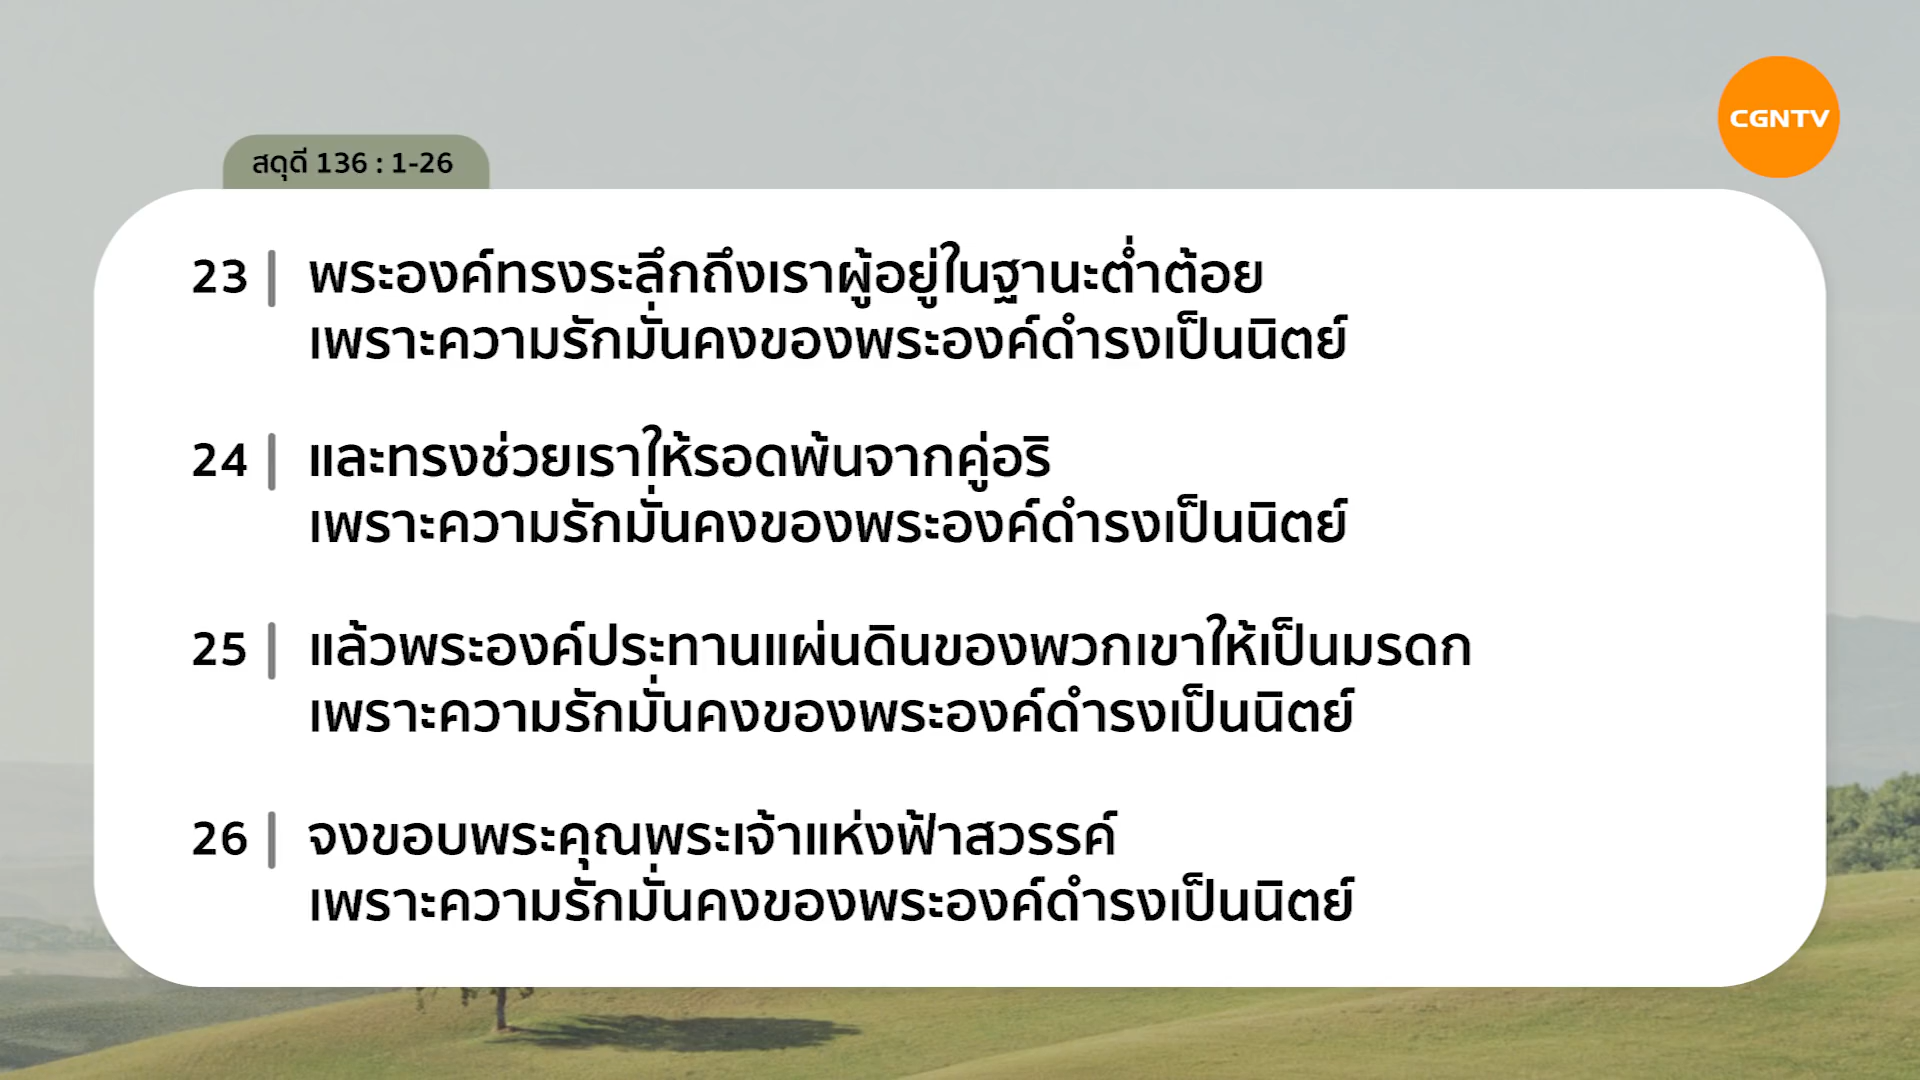 CGNTV
สดุดี 136 : 1-26
23 พระองค์ทรงระลึกถึงเราผู้อยู่ในฐานะต่ำต้อย
เพราะความรักมั่นคงของพระองค์ดำรงเป็นนิตย์
24 และทรงช่วยเราให้รอดพ้นจากคู่อริ
เพราะความรักมั่นคงของพระองค์ดำรงเป็นนิตย์
25 แล้วพระองค์ประทานแผ่นดินของพวกเขาให้เป็นมรดก
เพราะความรักมั่นคงของพระองค์ดำรงเป็นนิตย์
26 จงขอบพระคุณพระเจ้าแห่งฟ้าสวรรค์
เพราะความรักมั่นคงของพระองค์ดำรงเป็นนิตย์